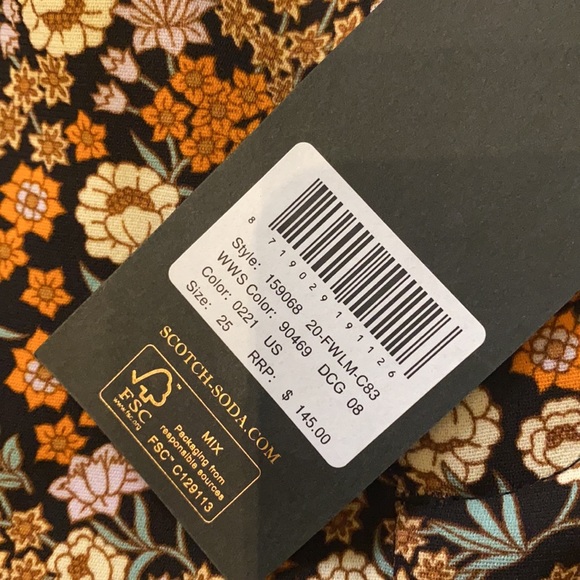 8 719029 191126
Style: 159068 20-FWLM-C83
WWS Color: 90469 DCG 08
Color: 0221 US
Size: 25
RRP: $ 145.00
SCOTCH-SODA.COM
FSC
www.fsc.org
MIX
Packaging from
responsible sources
FSC™ C129113